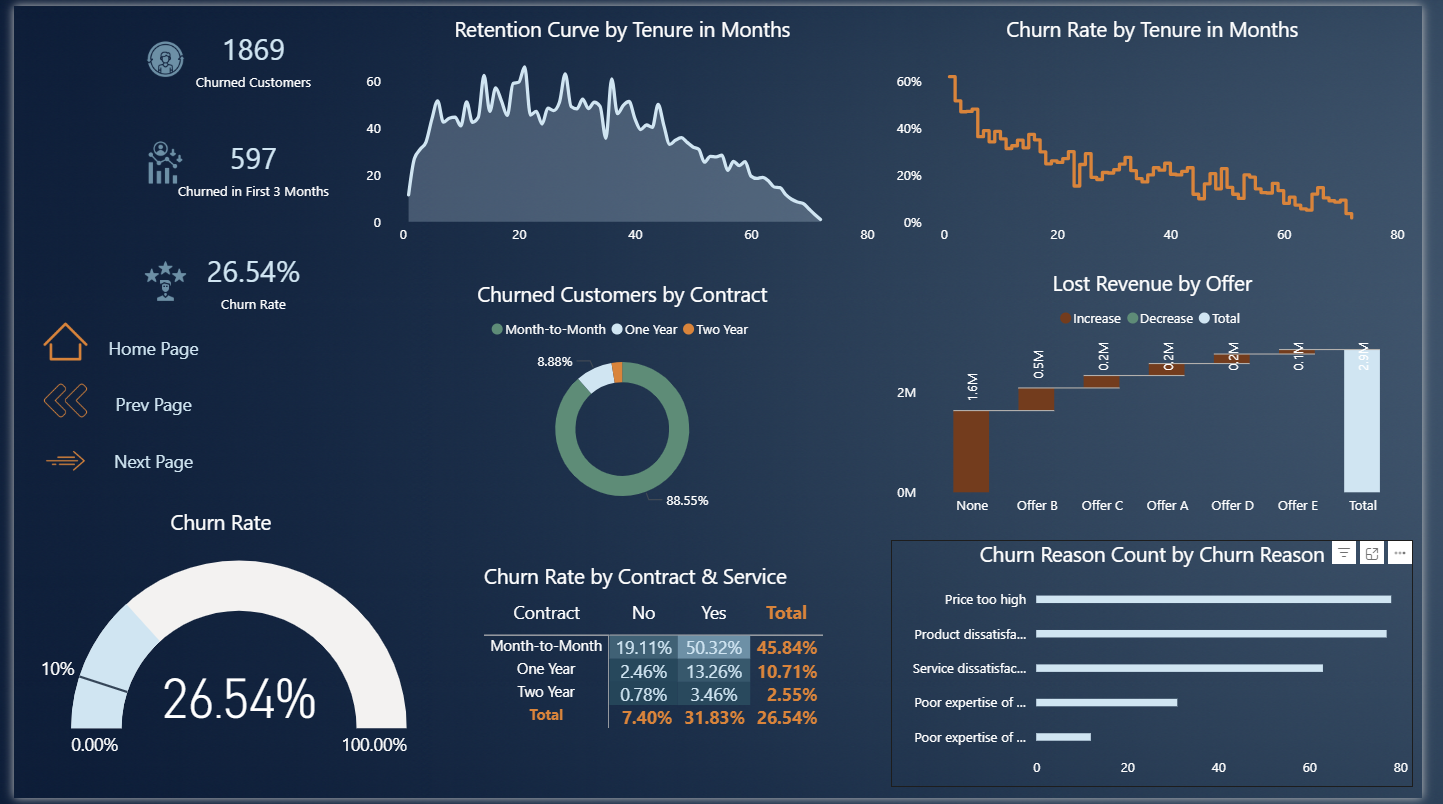 1869
Churned Customers
597
Churned in First 3 Months
26.54%
Churn Rate
Home Page
Prev Page
Next Page
Churn Rate
10%
26.54%
0.00%
100.00%
Retention Curve by Tenure in Months
60
40
20
0
0 20 40 60 80
Churn Rate by Tenure in Months
60%
40%
20%
0%
0 20 40 60 80
Churned Customers by Contract
Month-to-Month One Year Two Year
8.88%
88.55%
Lost Revenue by Offer
Increase Decrease Total
2M
0M
1.6M 0.5M 0.2M 0.2M 0.2M 0.1M 2.9M
None Offer B Offer C Offer A Offer D Offer E Total
Churn Rate by Contract & Service
Contract No Yes Total
Month-to-Month 19.11% 50.32% 45.84%
One Year 2.46% 13.26% 10.71%
Two Year 0.78% 3.46% 2.55%
Total 7.40% 31.83% 26.54%
Churn Reason Count by Churn Reason
Price too high
Product dissatisfa...
Service dissatisfac...
Poor expertise of ...
Poor expertise of ...
0 20 40 60 80